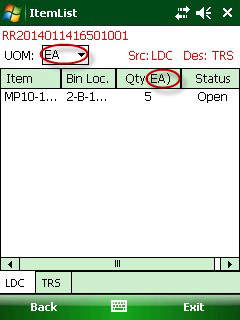 ItemList
RR2014011416501001
UOM: EA Src: LDC Des: TRS
Item Bin Loc. Qty EA) Status
MP10-1... 2-B-1... 5 Open
LDC TRS
Back Exit